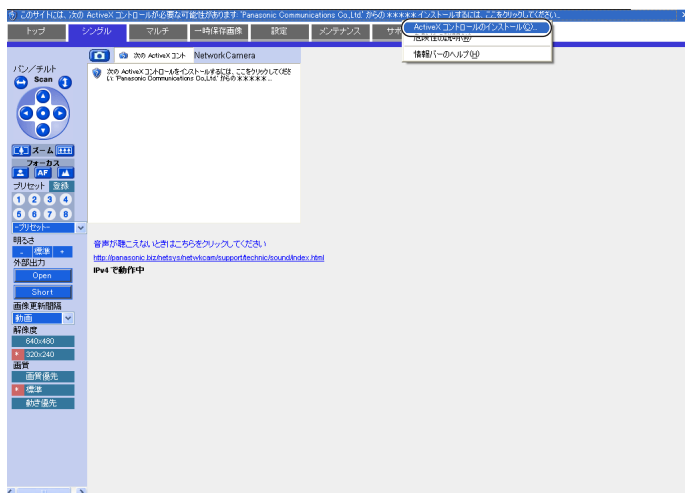 このサイトには、次の ActiveX コントロールが必要な可能性があります: 'Panasonic Communications Co.,Ltd.' からの ＊＊＊＊＊ インストールするには、ここをクリックしてください...
トップ シングル マルチ 一時保存画像 設定 メンテナンス サポ
ActiveX コントロールのインストール(C)...
危険性の説明(W)
情報バーのヘルプ(H)
次の ActiveX コント NetworkCamera
次の ActiveX コントロールをインストールするには、ここをクリックしてくださ
い: 'Panasonic Communications Co.,Ltd.' からの ＊＊＊＊＊ ...
パン/チルト
Scan
ズーム
フォーカス
AF
プリセット 登録
1 2 3 4
5 6 7 8
-プリセット-
明るさ
- 標準 +
外部出力
Open
Short
画像更新間隔
動画
解像度
640x480
* 320x240
画質
画質優先
* 標準
動き優先
音声が聴こえないときはこちらをクリックしてください
http://panasonic.biz/netsys/netwkcam/support/technic/sound/index.html
IPv4 で動作中